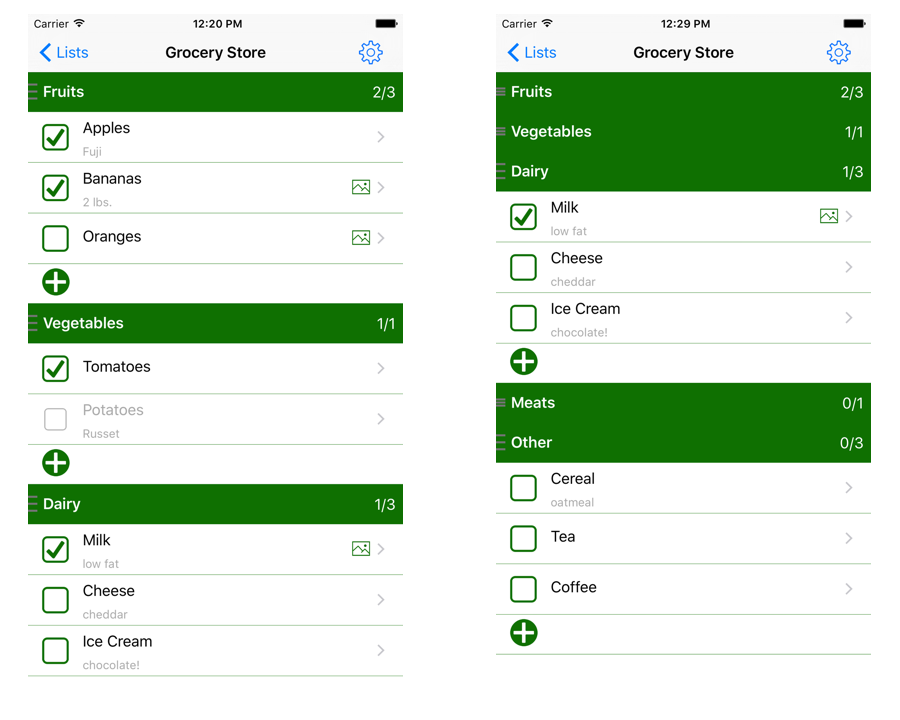 Carrier 12:20 PM
Lists Grocery Store
Fruits 2/3
Apples
Fuji
Bananas
2 lbs.
Oranges
Vegetables 1/1
Tomatoes
Potatoes
Russet
Dairy 1/3
Milk
low fat
Cheese
cheddar
Ice Cream
chocolate!
Carrier 12:29 PM
Lists Grocery Store
Fruits 2/3
Vegetables 1/1
Dairy 1/3
Milk
low fat
Cheese
cheddar
Ice Cream
chocolate!
Meats 0/1
Other 0/3
Cereal
oatmeal
Tea
Coffee